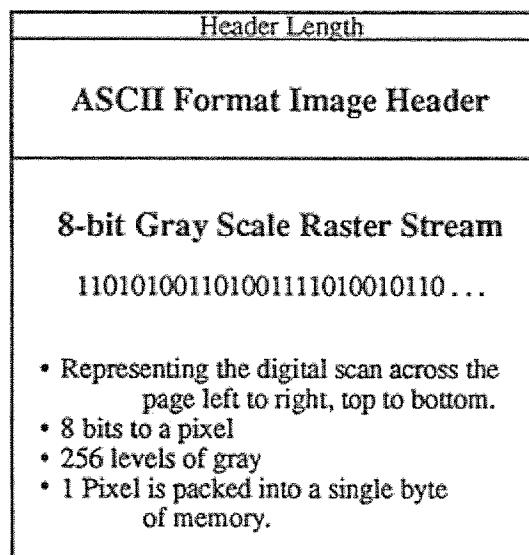 Header Length
ASCII Format Image Header
8-bit Gray Scale Raster Stream
110101001101001111010010110 . . .
• Representing the digital scan across the
page left to right, top to bottom.
• 8 bits to a pixel
• 256 levels of gray
• 1 Pixel is packed into a single byte
of memory.